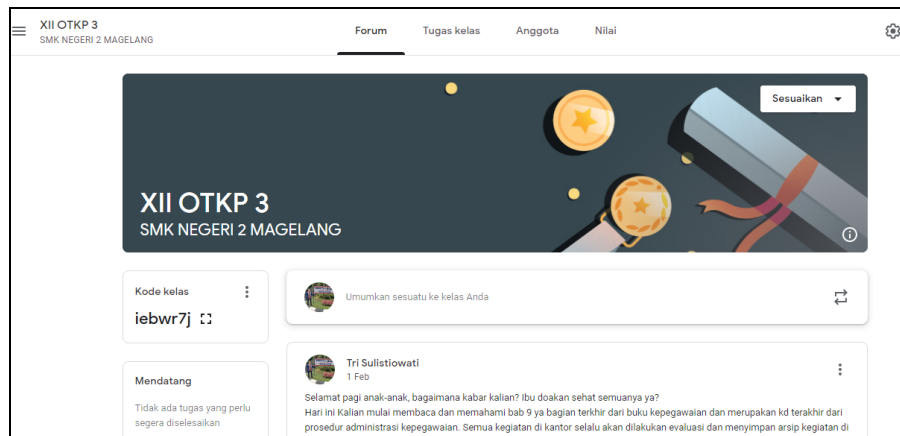 XII OTKP 3
SMK NEGERI 2 MAGELANG
Forum Tugas kelas Anggota Nilai
Sesuaikan
XII OTKP 3
SMK NEGERI 2 MAGELANG
Kode kelas
iebwr7j
Umumkan sesuatu ke kelas Anda
Mendatang
Tidak ada tugas yang perlu
segera diselesaikan
Tri Sulistiowati
1 Feb
Selamat pagi anak-anak, bagaimana kabar kalian? Ibu doakan sehat semuanya ya?
Hari ini Kalian mulai membaca dan memahami bab 9 ya bagian terkhir dari buku kepegawaian dan merupakan kd terakhir dari
prosedur administrasi kepegawaian. Semua kegiatan di kantor selalu akan dilakukan evaluasi dan menyimpan arsip kegiatan di